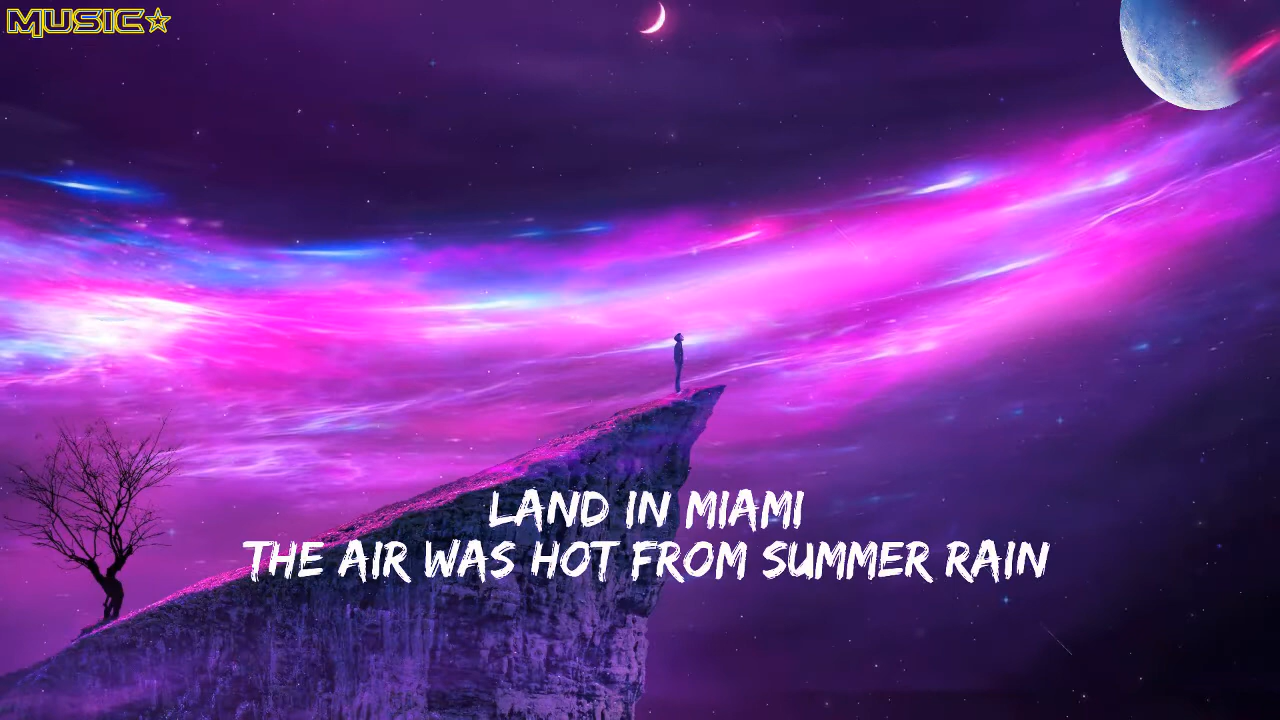 MUSIC☆
LAND IN MIAMI
THE AIR WAS HOT FROM SUMMER RAIN